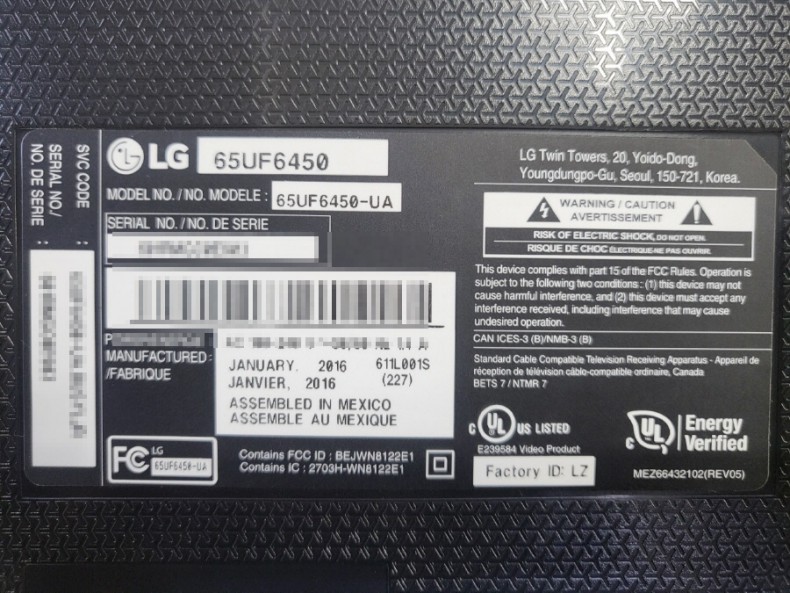 SVC CODE :
SERIAL NO./
NO. DE SERIE :
LG 65UF6450
MODEL NO./NO. MODELE : 65UF6450-UA
SERIAL NO./NO. DE SERIE
MANUFACTURED :
/FABRIQUE
JANUARY. 2016 611L001S
JANVIER, 2016 (227)
ASSEMBLED IN MEXICO
ASSEMBLE AU MEXIQUE
FC LG
65UF6450-UA
Contains FCC ID : BEJWN8122E1
Contains IC : 2703H-WN8122E1
LG Twin Towers, 20, Yoido-Dong,
Youngdungpo-Gu, Seoul, 150-721, Korea.
WARNING / CAUTION
AVERTISSEMENT
RISK OF ELECTRIC SHOCK, DO NOT OPEN.
RISQUE DE CHOC ÉLECTRIQUE-NE PAS OUVRIR.
This device complies with part 15 of the FCC Rules. Operation is
subject to the following two conditions : (1) this device may not
cause harmful interference, and (2) this device must accept any
interference received, including interference that may cause
undesired operation.
CAN ICES-3 (B)/NMB-3 (B)
Standard Cable Compatible Television Receiving Apparatus - Appareil de
réception de télévision câble-compatible ordinaire, Canada
BETS 7 / NTMR 7
c UL US LISTED
E239584 Video Product
Factory ID: LZ
c UL Energy
Verified
MEZ66432102(REV05)